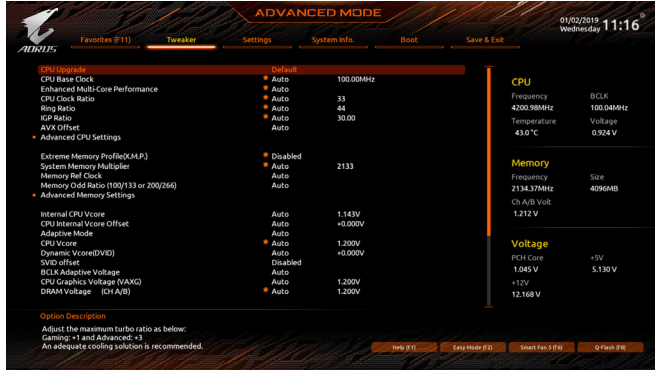 ADVANCED MODE
01/02/2019 Wednesday 11:16
AORUS
Favorites (F11) Tweaker Settings System Info. Boot Save & Exit
CPU Upgrade Default
CPU Base Clock Auto 100.00MHz
Enhanced Multi-Core Performance Auto
CPU Clock Ratio Auto 33
Ring Ratio Auto 44
IGP Ratio Auto 30.00
AVX Offset Auto
Advanced CPU Settings
Extreme Memory Profile(X.M.P.) Disabled
System Memory Multiplier Auto 2133
Memory Ref Clock Auto
Memory Odd Ratio (100/133 or 200/266) Auto
Advanced Memory Settings
Internal CPU Vcore Auto 1.143V
CPU Internal Vcore Offset Auto +0.000V
Adaptive Mode Auto
CPU Vcore Auto 1.200V
Dynamic Vcore(DVID) Auto +0.000V
SVID offset Disabled
BCLK Adaptive Voltage Auto
CPU Graphics Voltage (VAXG) Auto 1.200V
DRAM Voltage (CH A/B) Auto 1.200V
CPU
Frequency BCLK
4200.98MHz 100.04MHz
Temperature Voltage
43.0 °C 0.924 V
Memory
Frequency Size
2134.37MHz 4096MB
Ch A/B Volt
1.212 V
Voltage
PCH Core +5V
1.045 V 5.130 V
+12V
12.168 V
Option Description
Adjust the maximum turbo ratio as below:
Gaming: +1 and Advanced: +3
An adequate cooling solution is recommended.
Help (F1) Easy Mode (F2) Smart Fan 5 (F6) Q-Flash (F8)